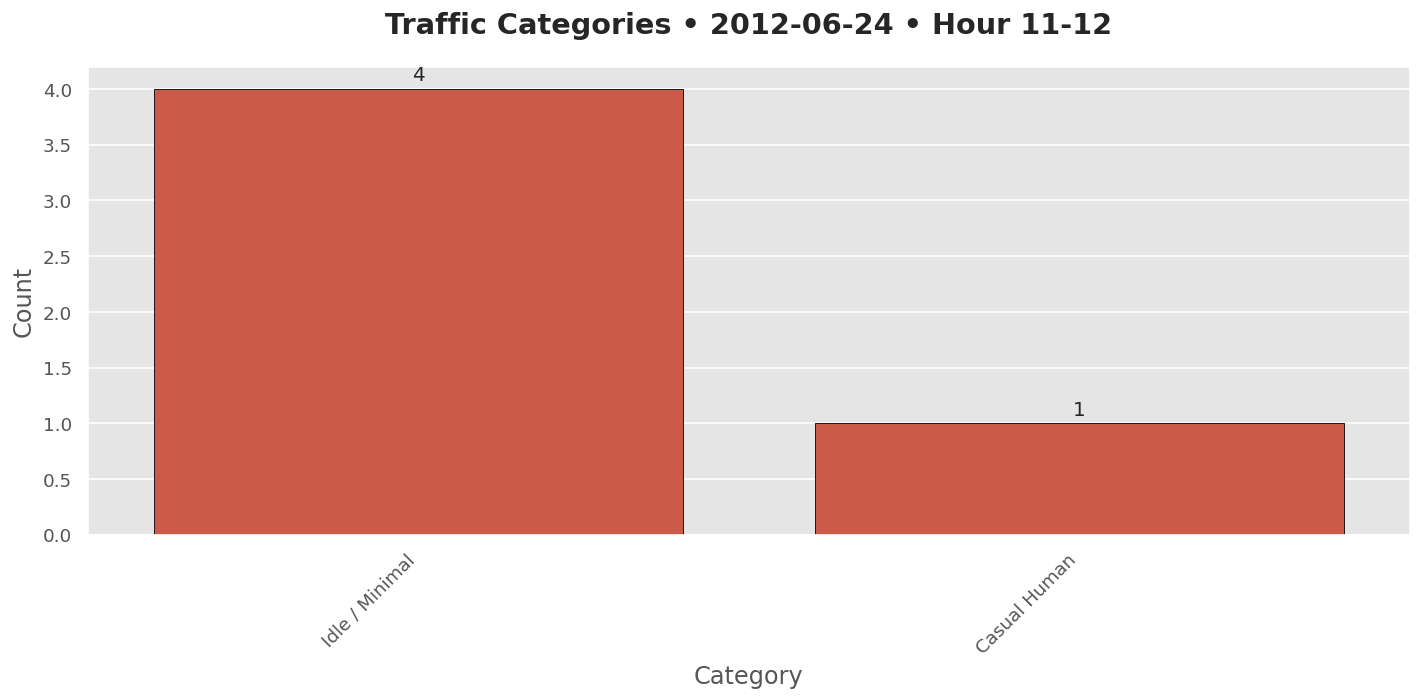 Traffic Categories • 2012-06-24 • Hour 11-12
4
4.0
3.5
3.0
2.5
2.0
1.5
1
1.0
0.5
0.0
Count
Idle / Minimal
Casual Human
Category